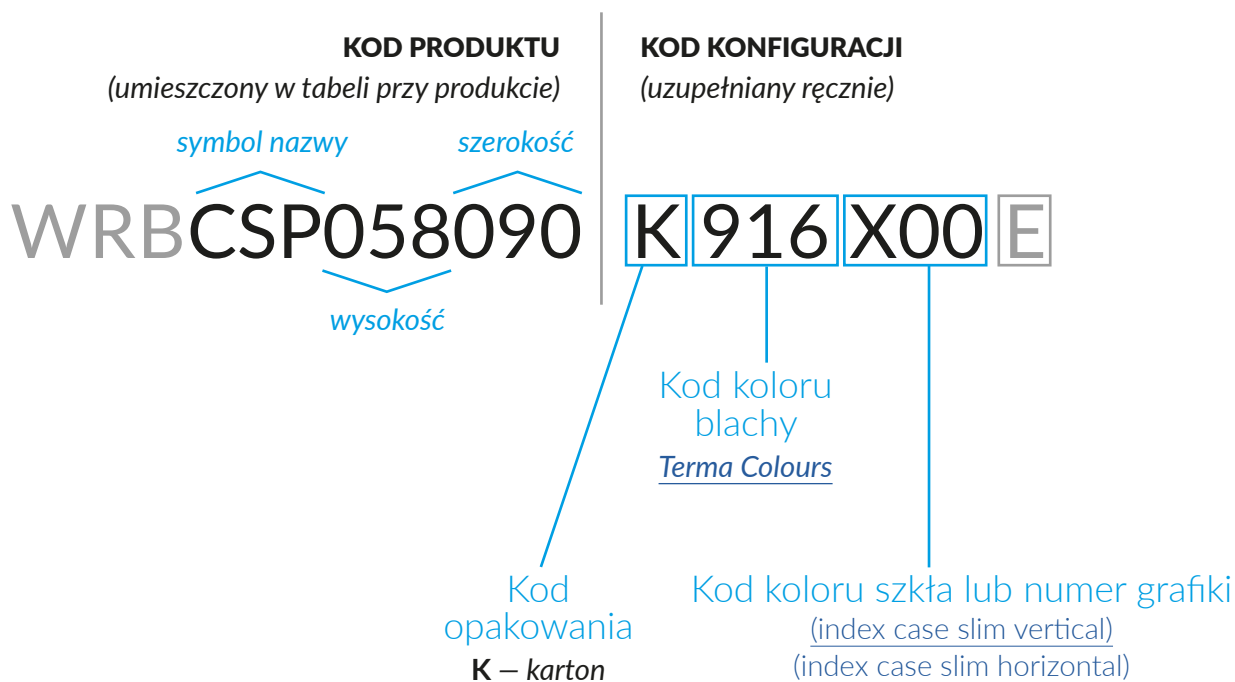 KOD PRODUKTU
(umieszczony w tabeli przy produkcie)
KOD KONFIGURACJI
(uzupełniany ręcznie)
symbol nazwy
szerokość
WRBCSP058090 K 916 X00 E
wysokość
Kod koloru
blachy
Terma Colours
Kod
opakowania
K – karton
Kod koloru szkła lub numer grafiki
(index case slim vertical)
(index case slim horizontal)